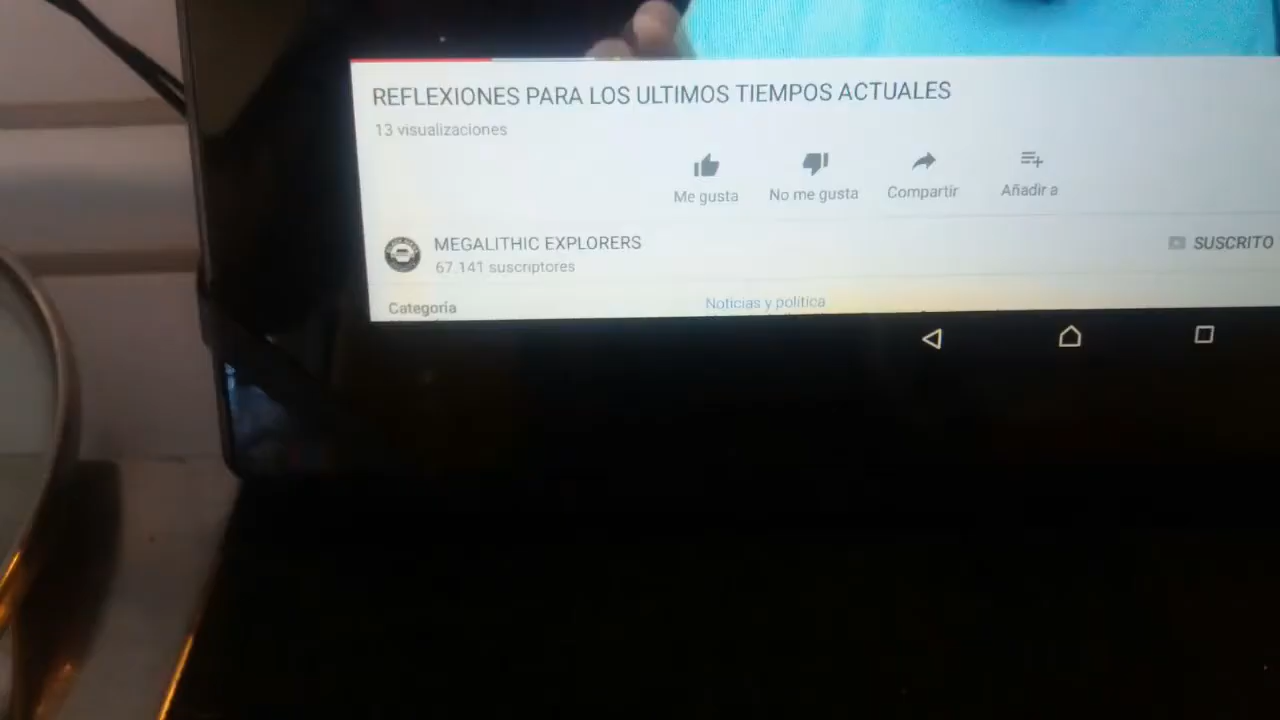 REFLEXIONES PARA LOS ULTIMOS TIEMPOS ACTUALES
13 visualizaciones
Me gusta No me gusta Compartir Añadir a
MEGALITHIC EXPLORERS SUSCRITO
67.141 suscriptores
Categoría Noticias y política